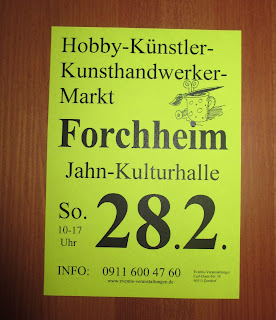 Hobby-Künstler-
Kunsthandwerker-
Markt
Forchheim
Jahn-Kulturhalle
So. 28.2.
10-17
Uhr
INFO: 0911 600 47 60